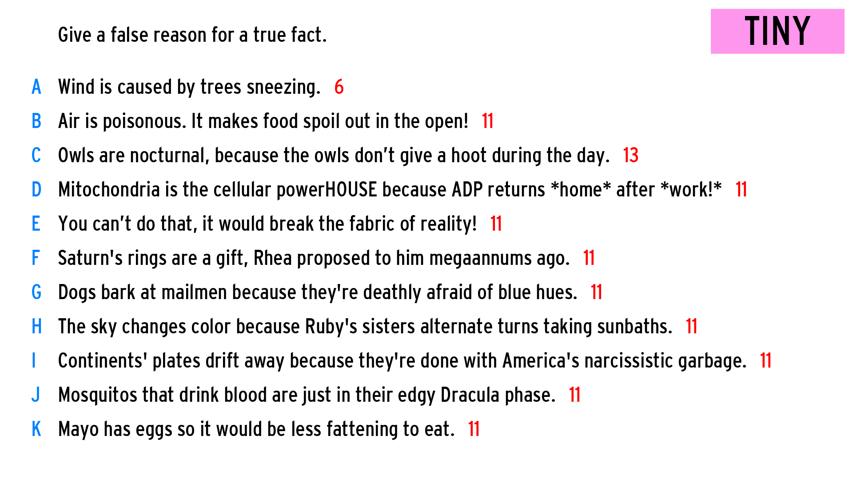 Give a false reason for a true fact.
TINY
A Wind is caused by trees sneezing. 6
B Air is poisonous. It makes food spoil out in the open! 11
C Owls are nocturnal, because the owls don’t give a hoot during the day. 13
D Mitochondria is the cellular powerHOUSE because ADP returns *home* after *work!* 11
E You can’t do that, it would break the fabric of reality! 11
F Saturn's rings are a gift, Rhea proposed to him megaannums ago. 11
G Dogs bark at mailmen because they're deathly afraid of blue hues. 11
H The sky changes color because Ruby's sisters alternate turns taking sunbaths. 11
I Continents' plates drift away because they're done with America's narcissistic garbage. 11
J Mosquitos that drink blood are just in their edgy Dracula phase. 11
K Mayo has eggs so it would be less fattening to eat. 11